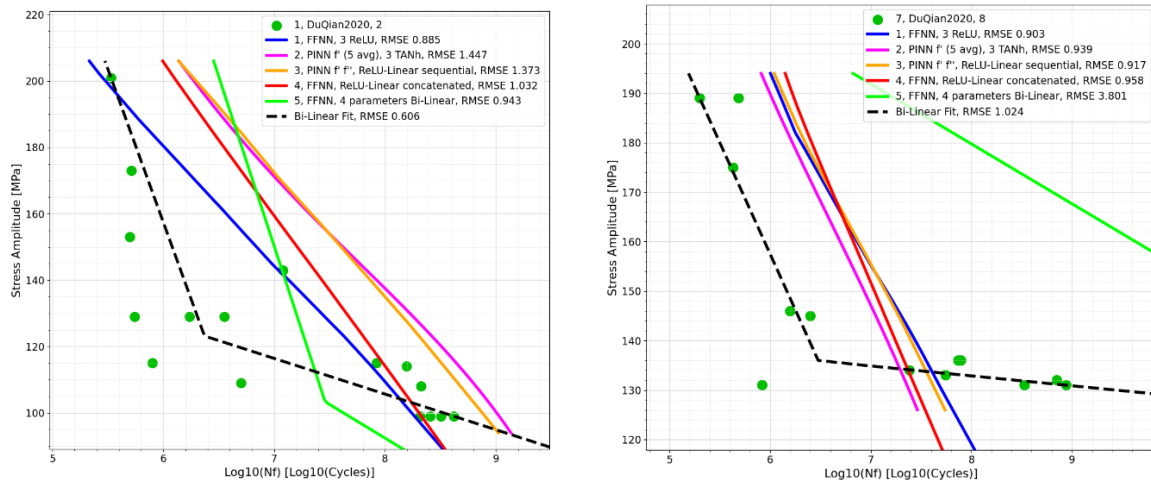 1, DuQian2020, 2
1, FFNN, 3 ReLU, RMSE 0.885
2, PINN f' (5 avg), 3 TANh, RMSE 1.447
3, PINN f' f'', ReLU-Linear sequential, RMSE 1.373
4, FFNN, ReLU-Linear concatenated, RMSE 1.032
5, FFNN, 4 parameters Bi-Linear, RMSE 0.943
Bi-Linear Fit, RMSE 0.606
Stress Amplitude [MPa]
200
180
160
140
120
100
5
6
7
8
9
Log10(Nf) [Log10(Cycles)]
7, DuQian2020, 8
1, FFNN, 3 ReLU, RMSE 0.903
2, PINN f' (5 avg), 3 TANh, RMSE 0.939
3, PINN f' f'', ReLU-Linear sequential, RMSE 0.917
4, FFNN, ReLU-Linear concatenated, RMSE 0.958
5, FFNN, 4 parameters Bi-Linear, RMSE 3.801
Bi-Linear Fit, RMSE 1.024
Stress Amplitude [MPa]
200
190
180
170
160
150
140
130
120
5
6
7
8
9
Log10(Nf) [Log10(Cycles)]